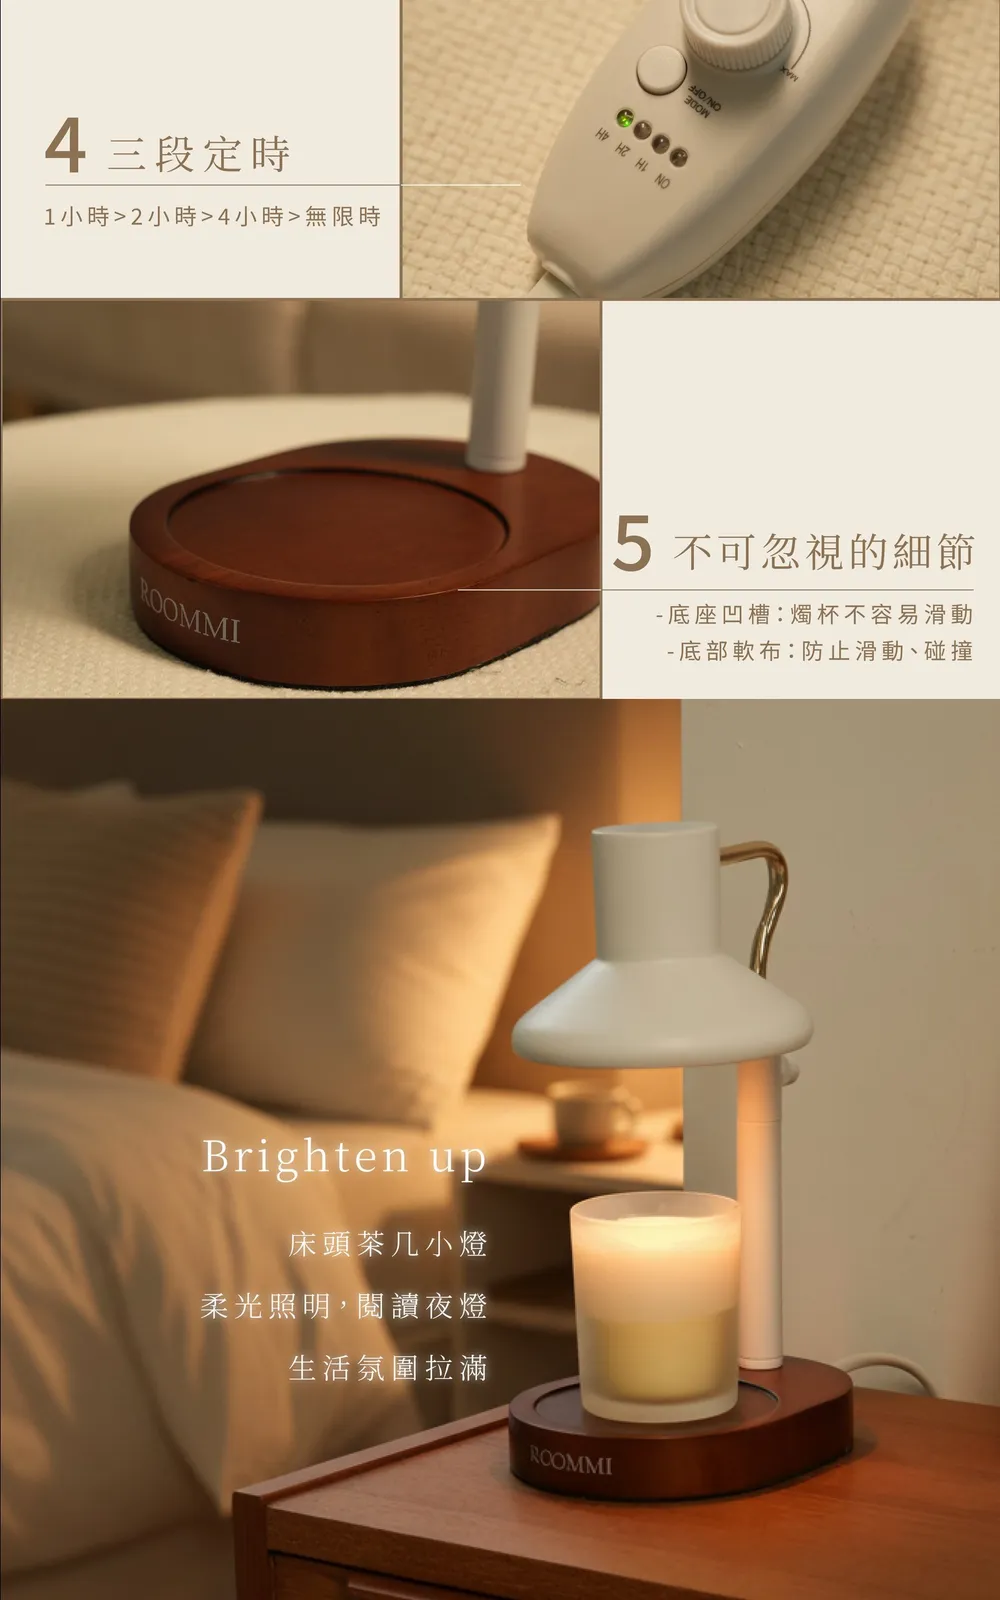 4 三段定時
1小時>2小時>4小時>無限時
MAX
ON/OFF
MODE
4H 2H 1H ON
5 不可忽視的細節
-底座凹槽：燭杯不容易滑動
-底部軟布：防止滑動、碰撞
ROOMMI
Brighten up
床頭茶几小燈
柔光照明，閱讀夜燈
生活氛圍拉滿
ROOMMI